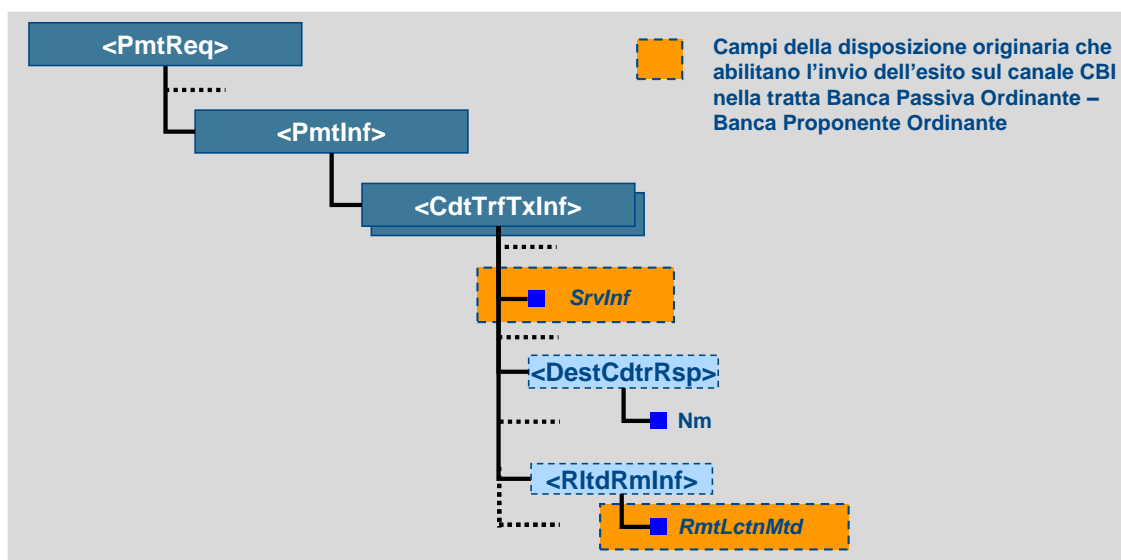 <PmtReq>
Campi della disposizione originaria che
abilitano l'invio dell'esito sul canale CBI
nella tratta Banca Passiva Ordinante –
Banca Proponente Ordinante
<PmtInf>
<CdtTrfTxInf>
SrvInf
<DestCdtrRsp>
Nm
<RltdRmInf>
RmtLctnMtd